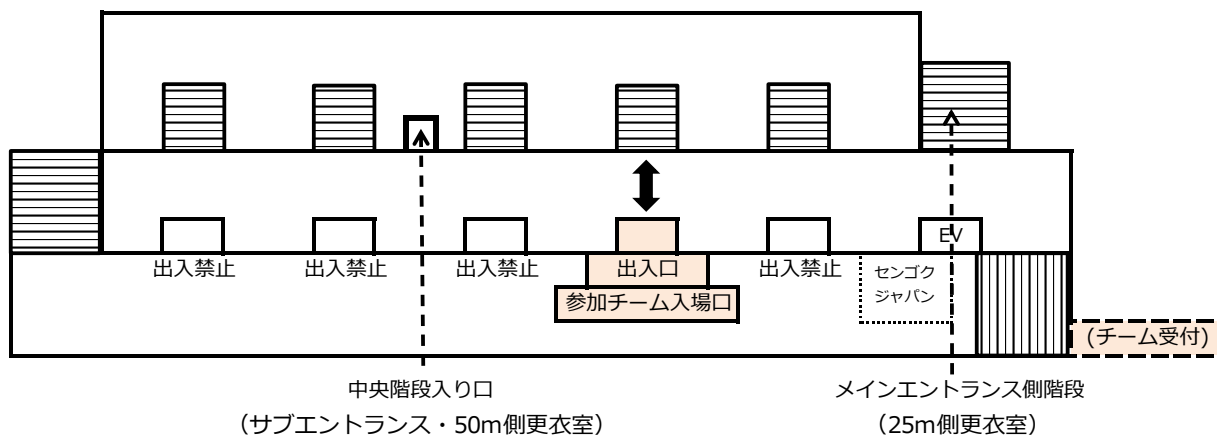 EV
出入禁止
出入禁止
出入禁止
出入口
出入禁止
センゴク
ジャパン
参加チーム入場口
(チーム受付)
中央階段入り口
（サブエントランス・50m側更衣室）
メインエントランス側階段
（25m側更衣室）